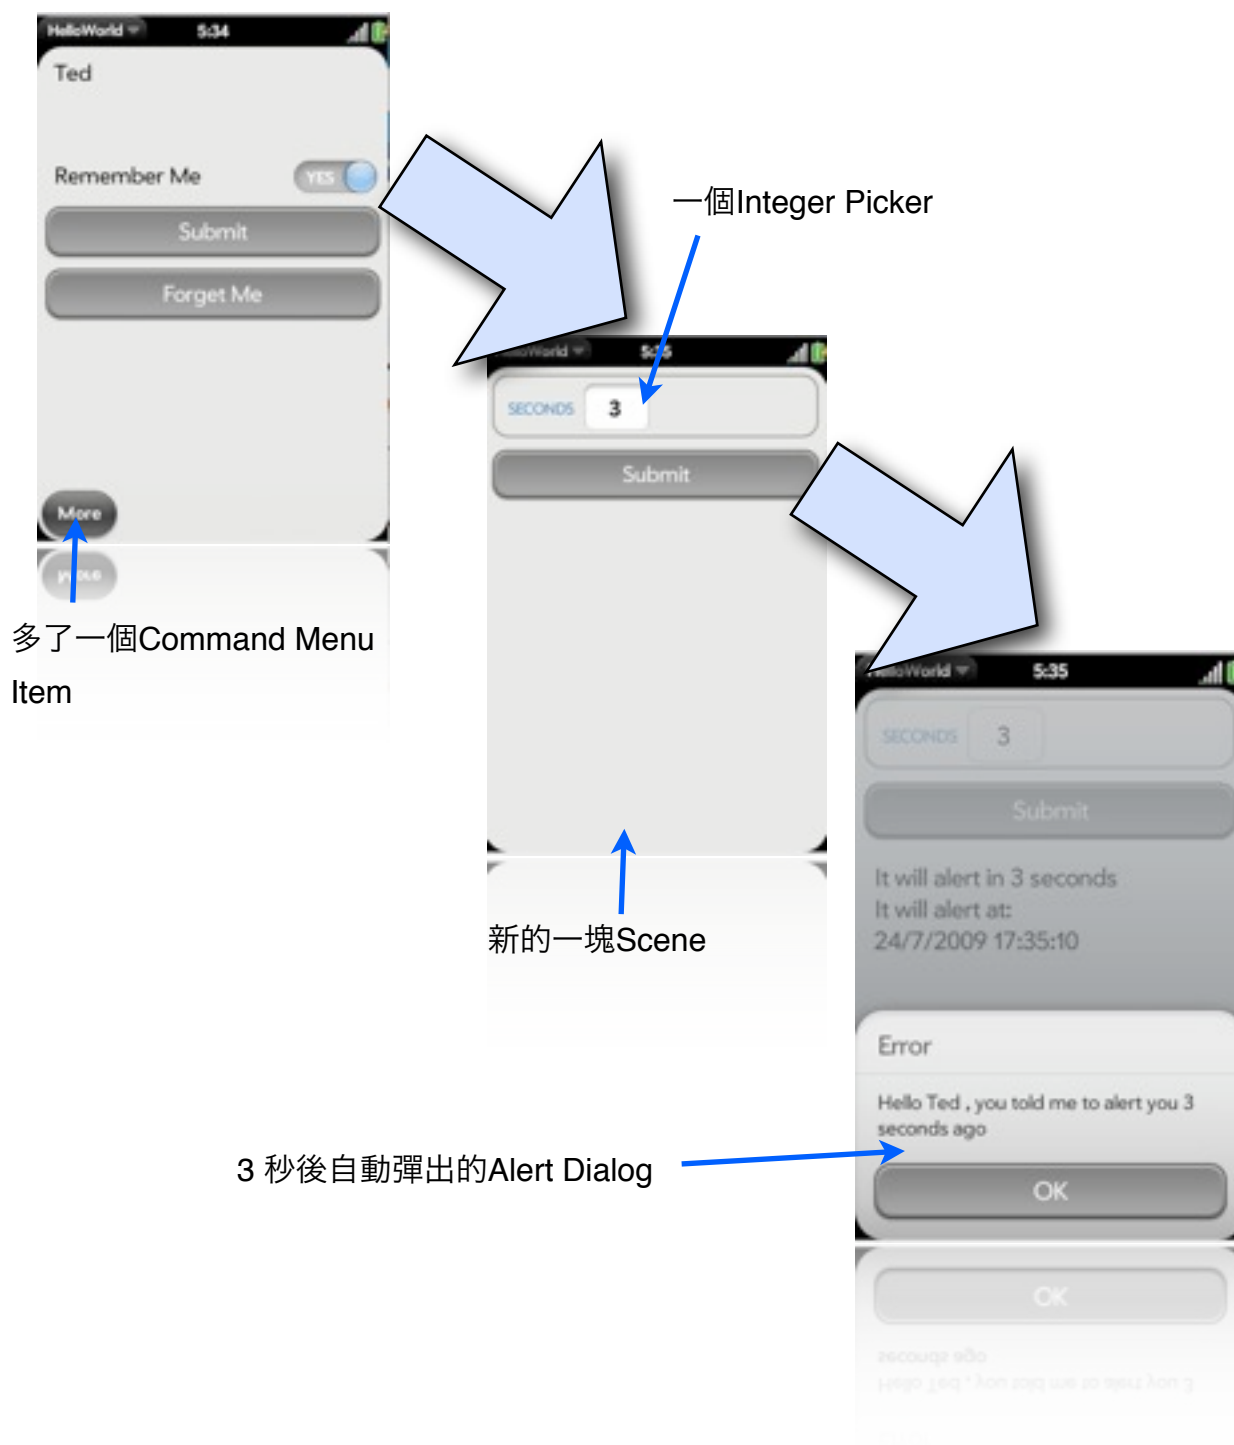 HelloWorld
5:34
Ted
Remember Me
YES
Submit
Forget Me
More
多了一個Command Menu
Item
一個Integer Picker
HelloWorld
5:35
SECONDS 3
Submit
新的一塊Scene
HelloWorld
5:35
SECONDS 3
Submit
It will alert in 3 seconds
It will alert at:
24/7/2009 17:35:10
Error
Hello Ted , you told me to alert you 3
seconds ago
OK
3 秒後自動彈出的Alert Dialog